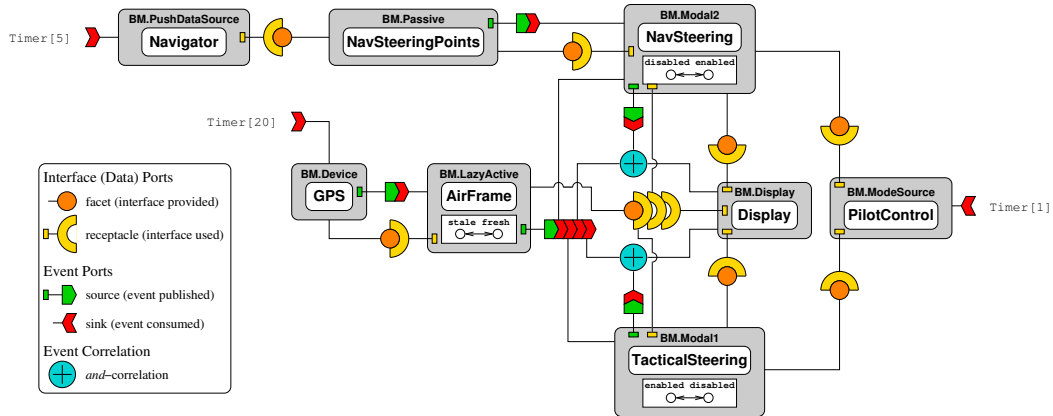 BM.PushDataSource
Navigator
Timer[5]
BM.Passive
NavSteeringPoints
BM.Modal2
NavSteering
disabled enabled
Timer[20]
BM.Device
GPS
BM.LazyActive
AirFrame
stale fresh
BM.Display
Display
BM.ModeSource
PilotControl
Timer[1]
BM.Modal1
TacticalSteering
enabled disabled
Interface (Data) Ports
facet (interface provided)
receptacle (interface used)
Event Ports
source (event published)
sink (event consumed)
Event Correlation
and–correlation